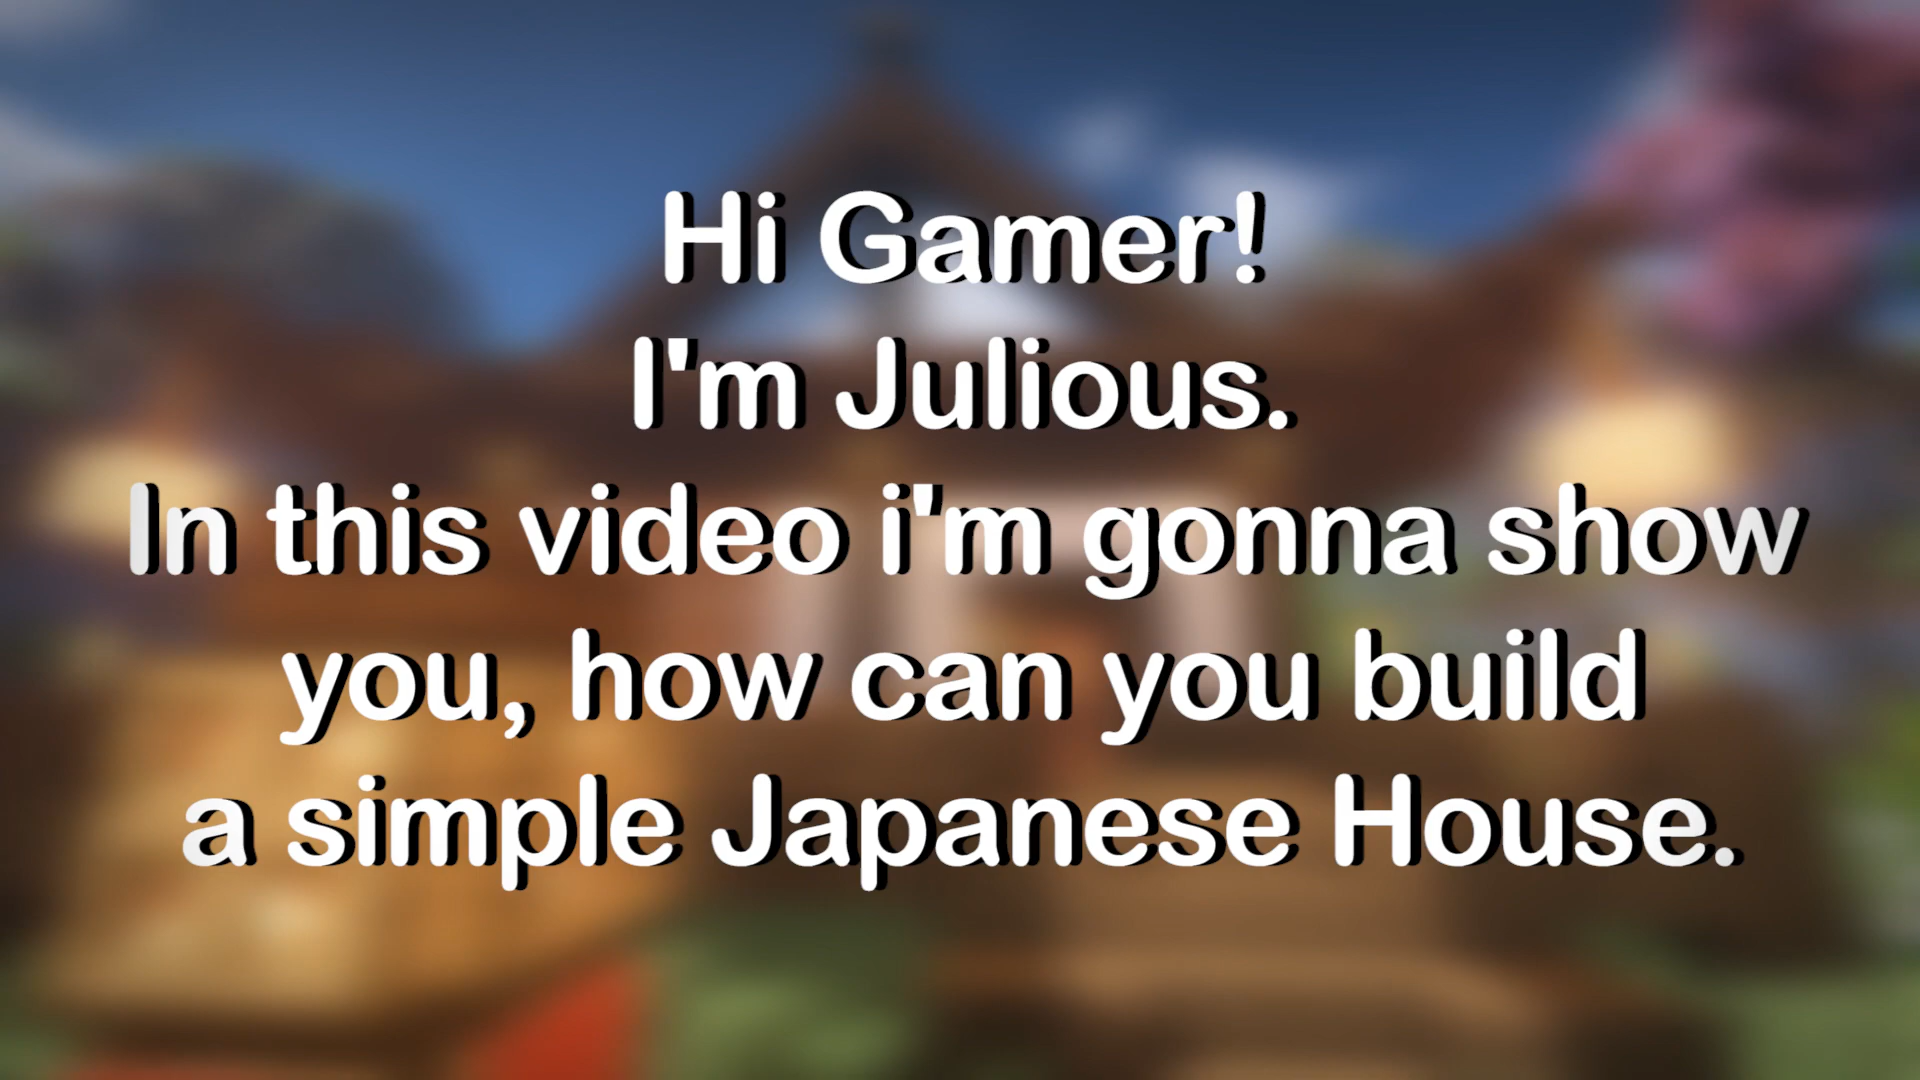 Hi Gamer!
I'm Julious.
In this video i'm gonna show
you, how can you build
a simple Japanese House.